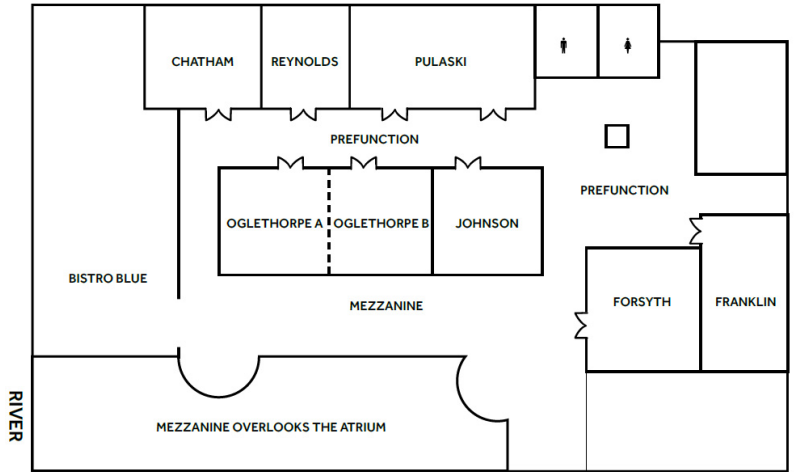 CHATHAM
REYNOLDS
PULASKI
PREFUNCTION
PREFUNCTION
OGLETHORPE A
OGLETHORPE B
JOHNSON
BISTRO BLUE
MEZZANINE
FORSYTH
FRANKLIN
RIVER
MEZZANINE OVERLOOKS THE ATRIUM